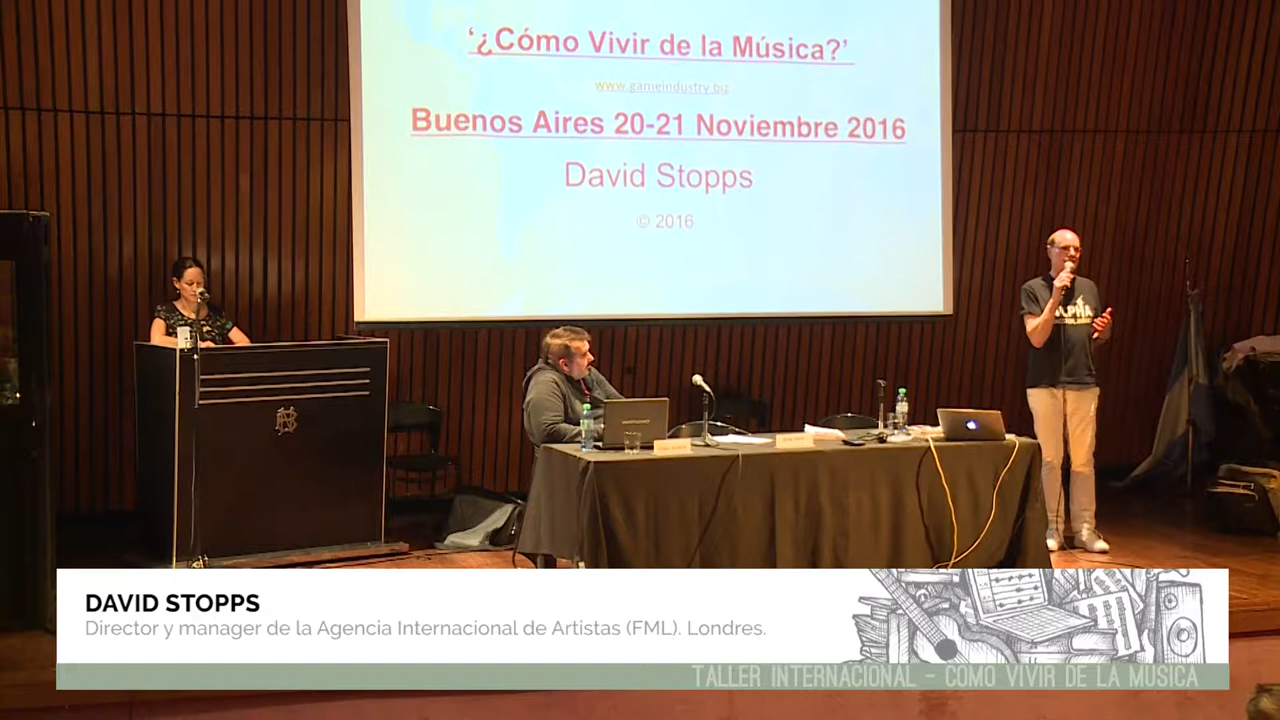 ‘¿Cómo Vivir de la Música?’
www.gameindustry.biz
Buenos Aires 20-21 Noviembre 2016
David Stopps
© 2016
DAVID STOPPS
Director y manager de la Agencia Internacional de Artistas (FML). Londres.
TALLER INTERNACIONAL - COMO VIVIR DE LA MUSICA